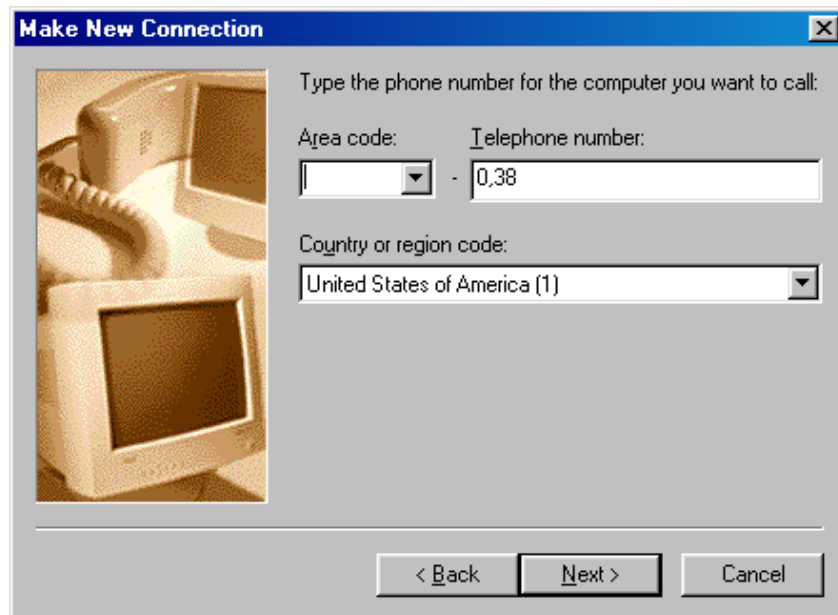 Make New Connection
Type the phone number for the computer you want to call:
Area code: Telephone number:
- 0,38
Country or region code:
United States of America (1)
< Back Next > Cancel